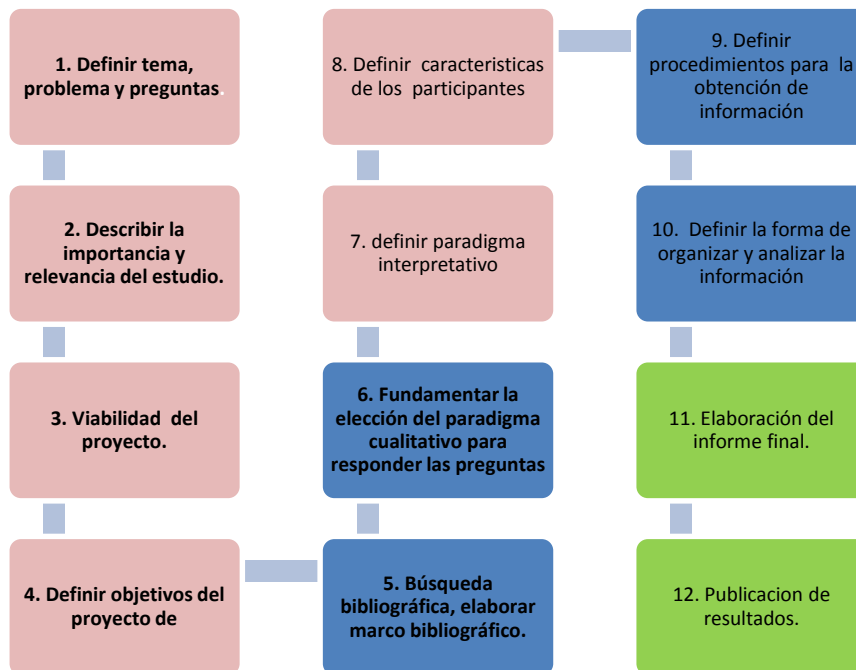 1. Definir tema,
problema y preguntas.
2. Describir la
importancia y
relevancia del estudio.
3. Viabilidad del
proyecto.
4. Definir objetivos del
proyecto de
5. Búsqueda
bibliográfica, elaborar
marco bibliográfico.
6. Fundamentar la
elección del paradigma
cualitativo para
responder las preguntas
7. definir paradigma
interpretativo
8. Definir caracteristicas
de los participantes
9. Definir
procedimientos para la
obtención de
información
10. Definir la forma de
organizar y analizar la
información
11. Elaboración del
informe final.
12. Publicacion de
resultados.